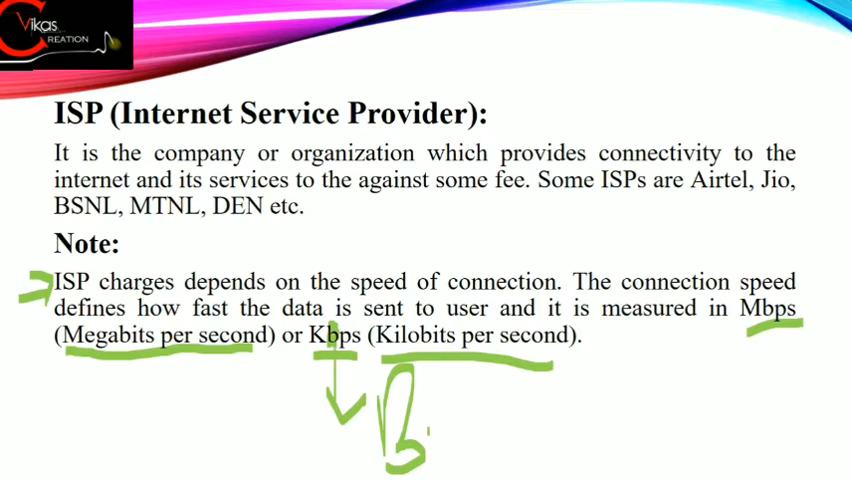 Vikas
REATION
ISP (Internet Service Provider):
It is the company or organization which provides connectivity to the
internet and its services to the against some fee. Some ISPs are Airtel, Jio,
BSNL, MTNL, DEN etc.
Note:
ISP charges depends on the speed of connection. The connection speed
defines how fast the data is sent to user and it is measured in Mbps
(Megabits per second) or Kbps (Kilobits per second).
B